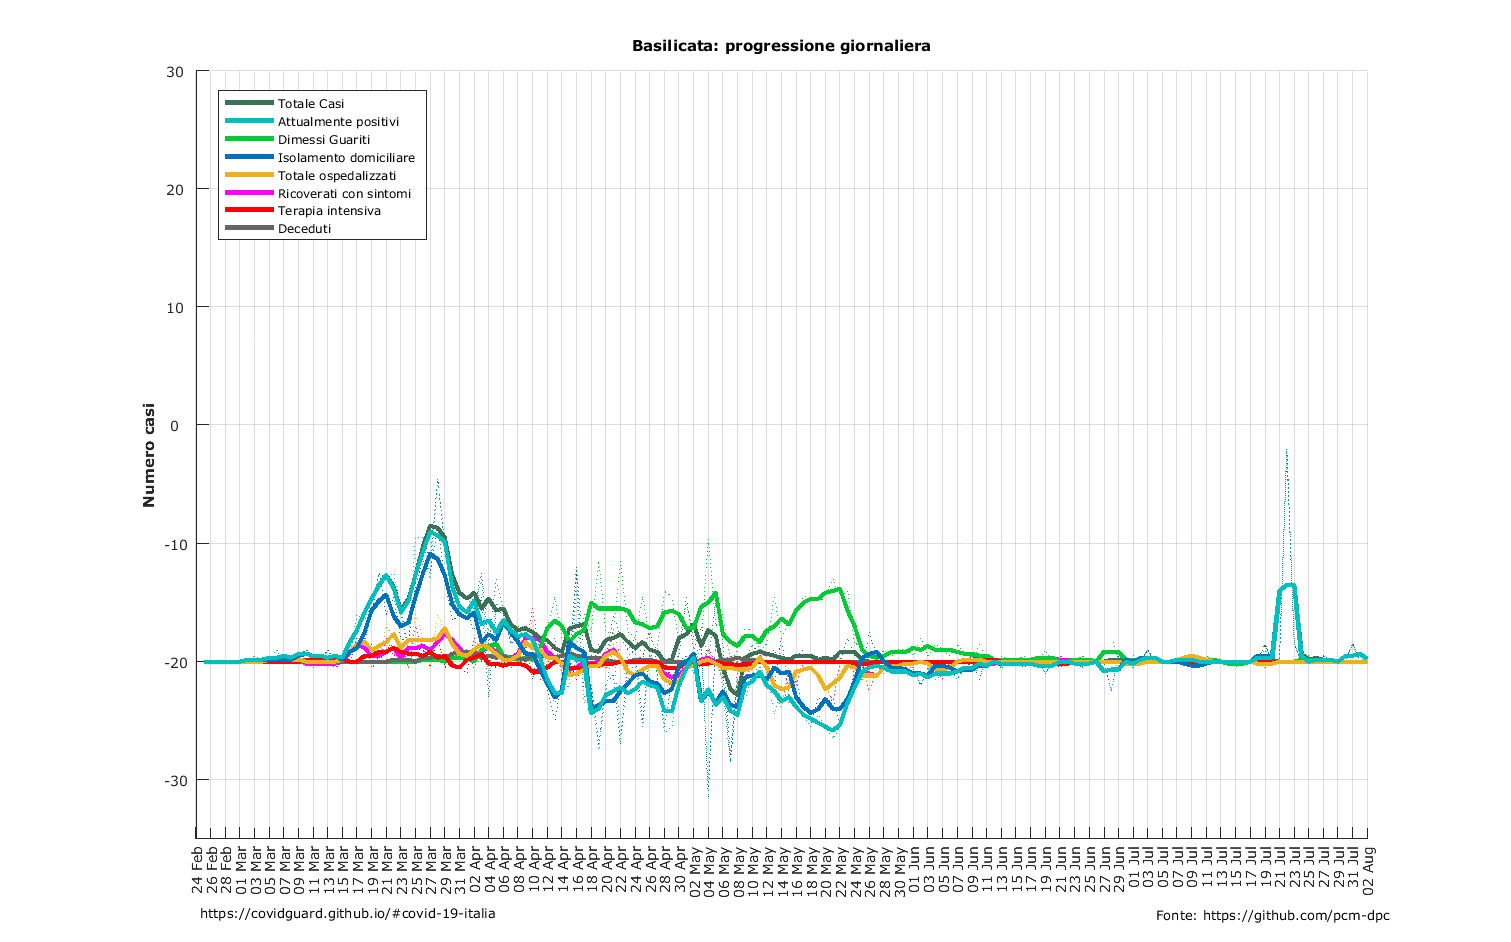 Basilicata: progressione giornaliera
Numero casi
30
20
10
0
-10
-20
-30
Totale Casi
Attualmente positivi
Dimessi Guariti
Isolamento domiciliare
Totale ospedalizzati
Ricoverati con sintomi
Terapia intensiva
Deceduti
24 Feb
26 Feb
28 Feb
01 Mar
03 Mar
05 Mar
07 Mar
09 Mar
11 Mar
13 Mar
15 Mar
17 Mar
19 Mar
21 Mar
23 Mar
25 Mar
27 Mar
29 Mar
31 Mar
02 Apr
04 Apr
06 Apr
08 Apr
10 Apr
12 Apr
14 Apr
16 Apr
18 Apr
20 Apr
22 Apr
24 Apr
26 Apr
28 Apr
30 Apr
02 May
04 May
06 May
08 May
10 May
12 May
14 May
16 May
18 May
20 May
22 May
24 May
26 May
28 May
30 May
01 Jun
03 Jun
05 Jun
07 Jun
09 Jun
11 Jun
13 Jun
15 Jun
17 Jun
19 Jun
21 Jun
23 Jun
25 Jun
27 Jun
29 Jun
01 Jul
03 Jul
05 Jul
07 Jul
09 Jul
11 Jul
13 Jul
15 Jul
17 Jul
19 Jul
21 Jul
23 Jul
25 Jul
27 Jul
29 Jul
31 Jul
02 Aug
https://covidguard.github.io/#covid-19-italia
Fonte: https://github.com/pcm-dpc